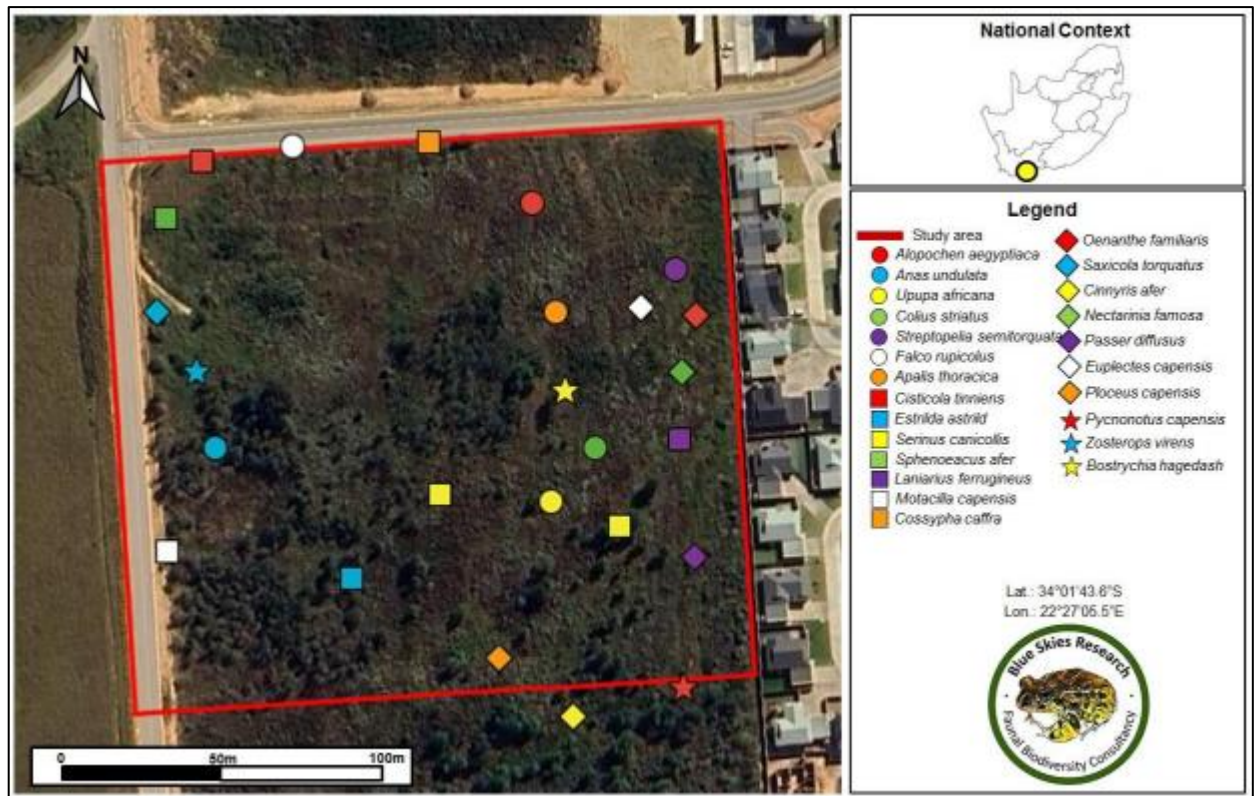 N
0 50m 100m
National Context
Legend
Study area
Alopochen aegyptiaca
Anas undulata
Upupa africana
Colius striatus
Streptopelia semitorquata
Falco rupicolus
Apalis thoracica
Cisticola tinniens
Estrilda astrild
Serinus canicollis
Sphenoeacus afer
Laniarius ferrugineus
Motacilla capensis
Cossypha caffra
Oenanthe familiaris
Saxicola torquatus
Cinnyris afer
Nectarinia famosa
Passer diffusus
Euplectes capensis
Ploceus capensis
Pycnonotus capensis
Zosterops virens
Bostrychia hagedash
Lat.: 34°01'43.6"S
Lon.: 22°27'05.5"E
Blue Skies Research
Faunal Biodiversity Consultancy